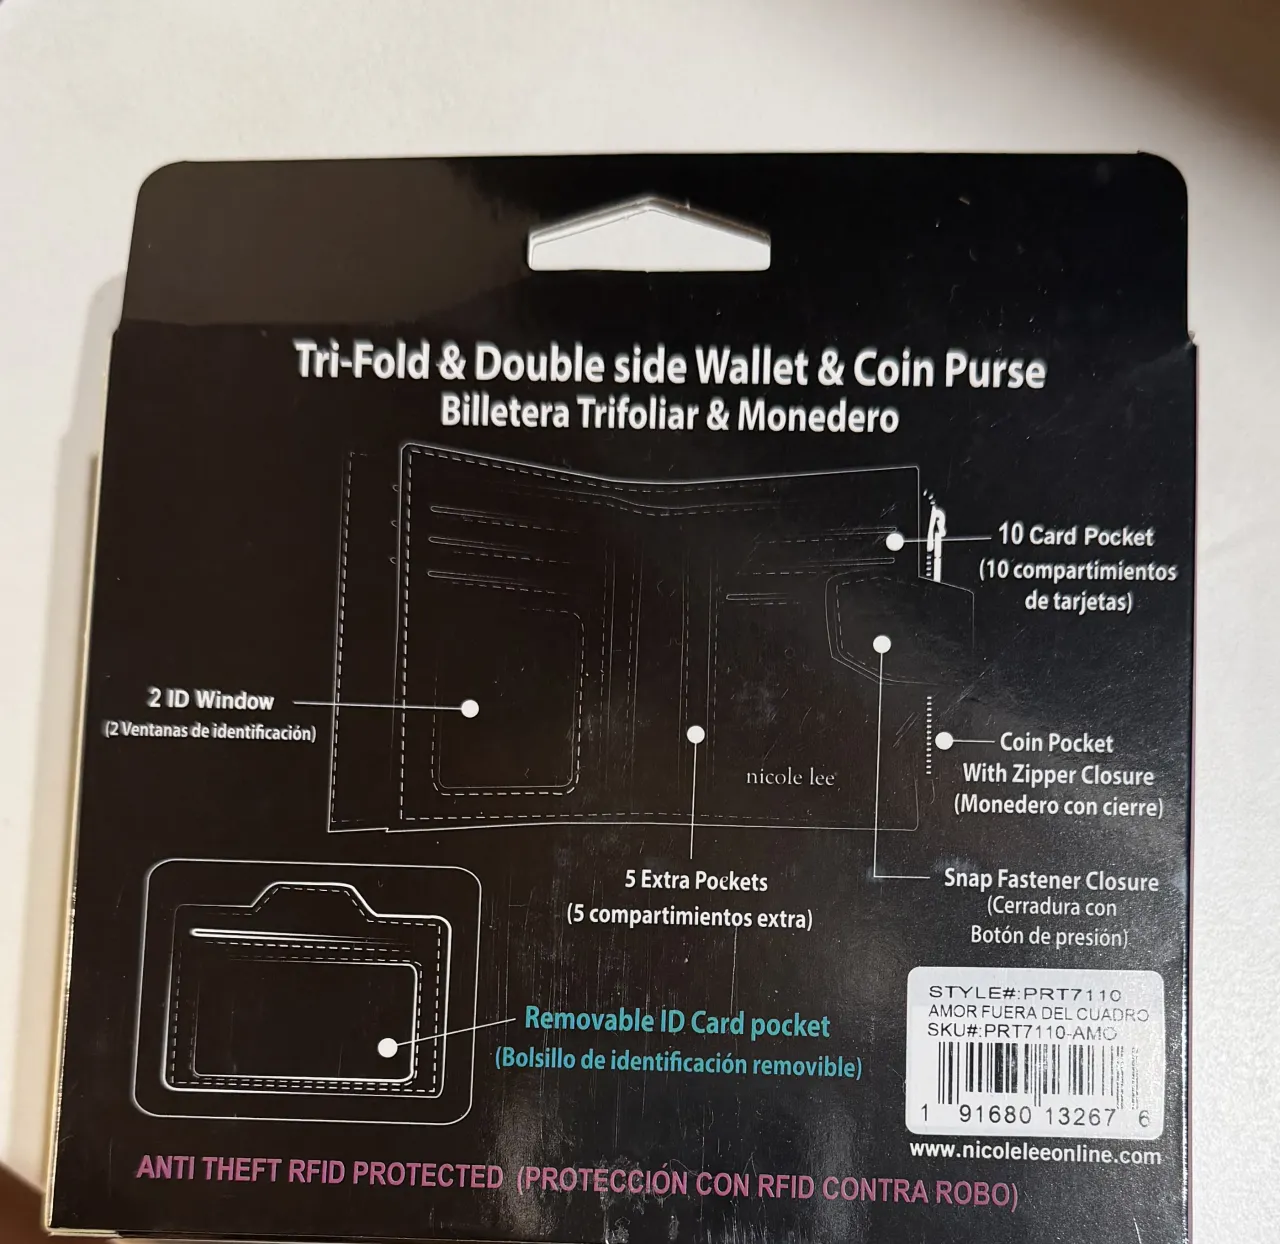 Tri-Fold & Double side Wallet & Coin Purse
Billetera Trifoliar & Monedero
10 Card Pocket
(10 compartimientos
de tarjetas)
2 ID Window
(2 Ventanas de identificación)
nicole lee
Coin Pocket
With Zipper Closure
(Monedero con cierre)
5 Extra Pockets
(5 compartimientos extra)
Snap Fastener Closure
(Cerradura con
Botón de presión)
Removable ID Card pocket
(Bolsillo de identificación removible)
STYLE#:PRT7110
AMOR FUERA DEL CUADRO
SKU#:PRT7110-AMO
1 91680 13267 6
www.nicoleleeonline.com
ANTI THEFT RFID PROTECTED (PROTECCIÓN CON RFID CONTRA ROBO)